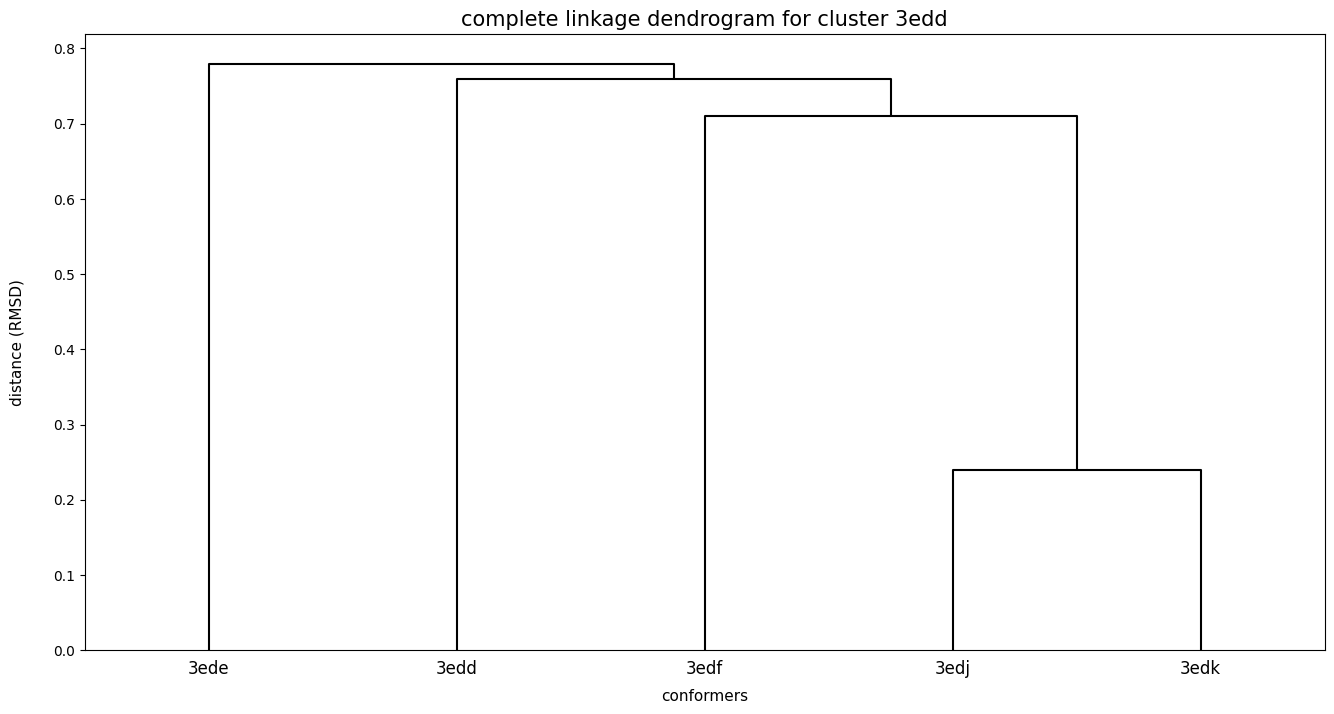 complete linkage dendrogram for cluster 3edd
0.8
0.7
0.6
0.5
0.4
0.3
0.2
0.1
0.0
distance (RMSD)
3ede 3edd 3edf 3edj 3edk
conformers